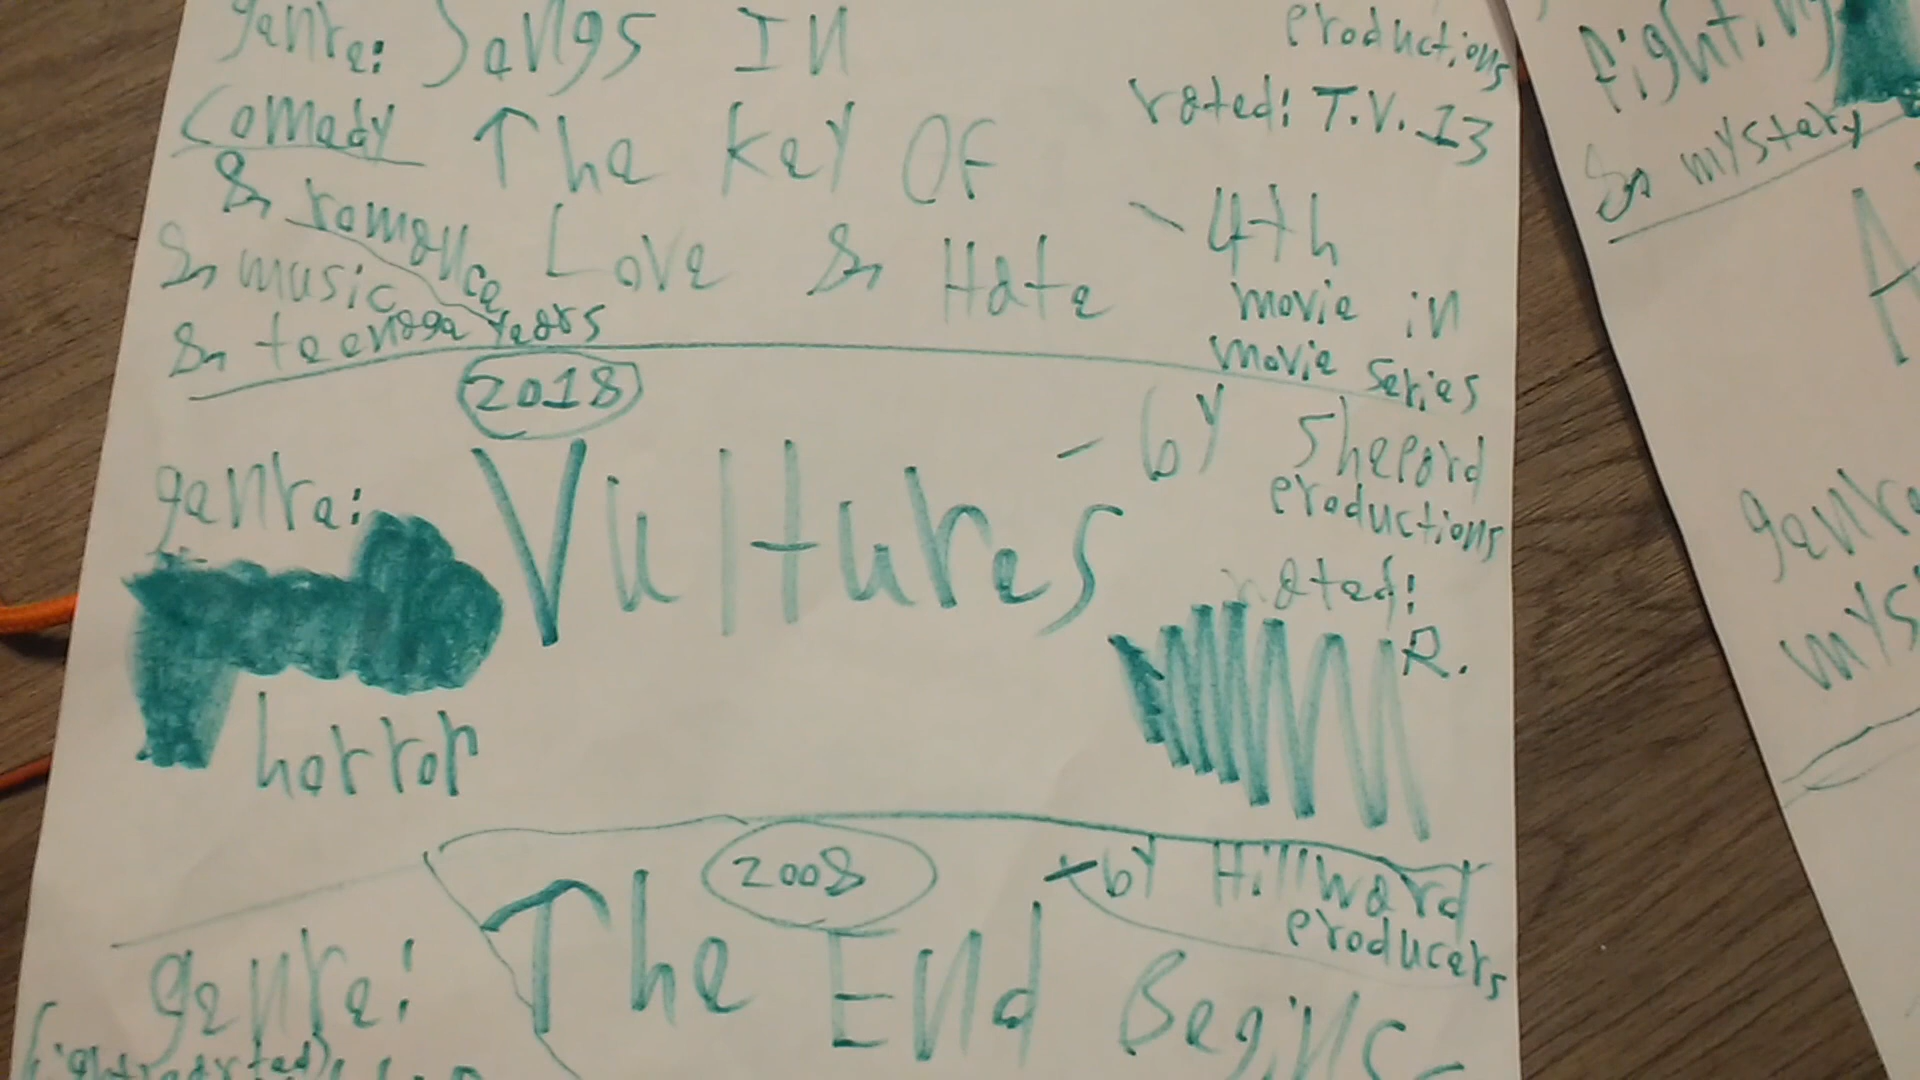 genre: Songs In
productions
comedy The Key Of
rated: T.V. 13
& romance Love & Hate
- 4th
& music
movie in
& teenage years
movie series
2018
genre: Vultures
- by Shepord
productions
rated:
R.
horror
2008
- by Hillward
producers
genre: The End Begins
fighting
& mystery
A
genre
mys